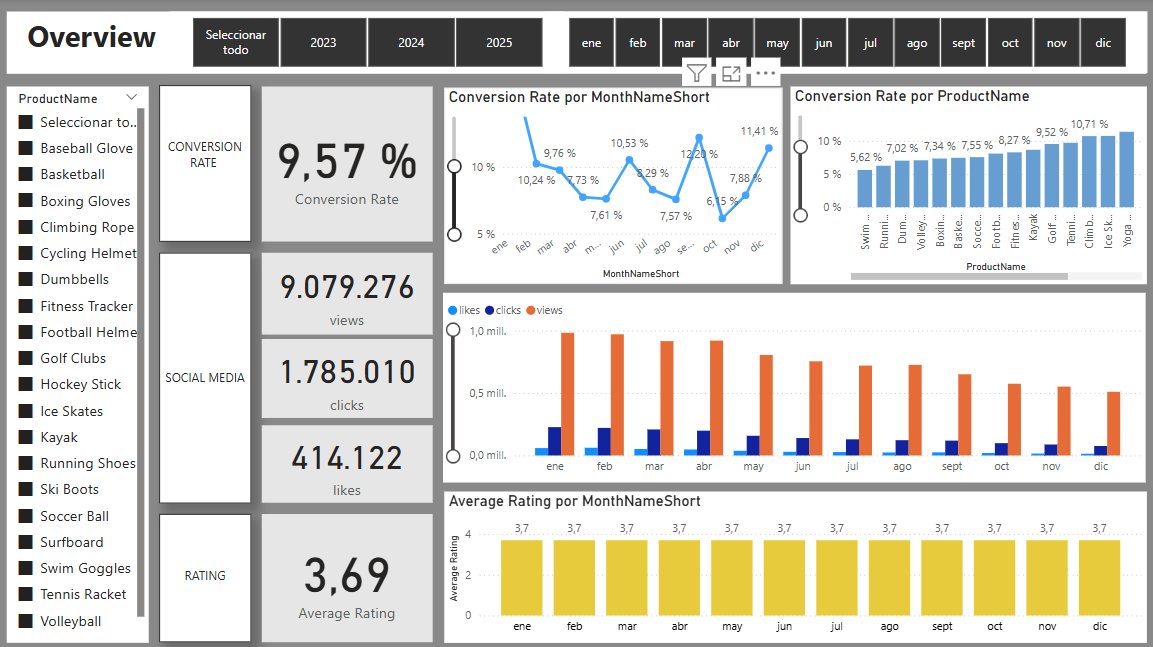 Overview
Seleccionar
todo
2023
2024
2025
ene
feb
mar
abr
may
jun
jul
ago
sept
oct
nov
dic
ProductName
Seleccionar to...
Baseball Glove
Basketball
Boxing Gloves
Climbing Rope
Cycling Helmet
Dumbbells
Fitness Tracker
Football Helme
Golf Clubs
Hockey Stick
Ice Skates
Kayak
Running Shoes
Ski Boots
Soccer Ball
Surfboard
Swim Goggles
Tennis Racket
Volleyball
CONVERSION
RATE
SOCIAL MEDIA
RATING
9,57 %
Conversion Rate
9.079.276
views
1.785.010
clicks
414.122
likes
3,69
Average Rating
Conversion Rate por MonthNameShort
10 %
5 %
10,24 %
9,76 %
7,73 %
7,61 %
10,53 %
8,29 %
7,57 %
12,20 %
6,15 %
7,88 %
11,41 %
ene
feb
mar
abr
m...
jun
jul
ago
se...
oct
nov
dic
MonthNameShort
Conversion Rate por ProductName
10 %
5 %
0 %
5,62 %
7,02 %
7,34 %
7,55 %
8,27 %
9,52 %
10,71 %
Swim ...
Runni...
Dum...
Volley...
Boxin...
Baske...
Socce...
Footb...
Fitnes...
Kayak
Golf ...
Tenni...
Climb...
Ice Sk...
Yoga ...
ProductName
likes clicks views
1,0 mill.
0,5 mill.
0,0 mill.
ene
feb
mar
abr
may
jun
jul
ago
sept
oct
nov
dic
Average Rating por MonthNameShort
Average Rating
4
2
0
3,7
3,7
3,7
3,7
3,7
3,7
3,7
3,7
3,7
3,7
3,7
3,7
ene
feb
mar
abr
may
jun
jul
ago
sept
oct
nov
dic